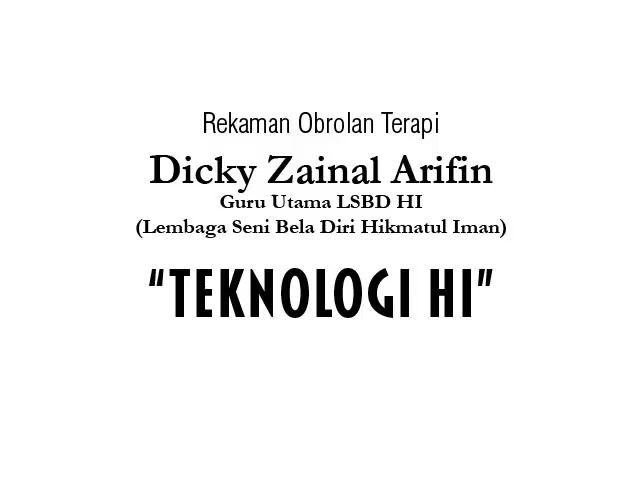 Rekaman Obrolan Terapi
Dicky Zainal Arifin
Guru Utama LSBD HI
(Lembaga Seni Bela Diri Hikmatul Iman)
“TEKNOLOGI HI”